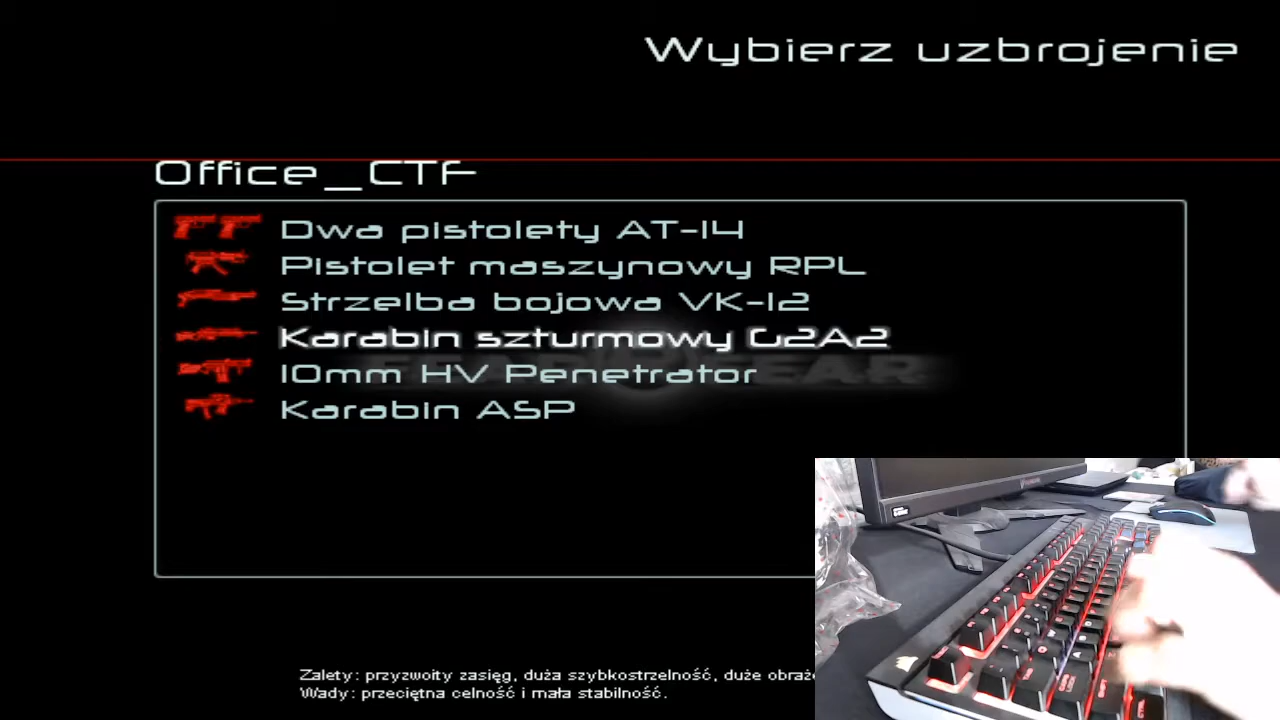 Wybierz uzbrojenie
Office_CTF
Dwa pistolety AT-14
Pistolet maszynowy RPL
Strzelba bojowa VK-12
Karabin szturmowy G2A2
10mm HV Penetrator
Karabin ASP
Zalety: przyzwoity zasięg, duża szybkostrzelność, duże
Wady: przeciętna celność i mała stabilność.